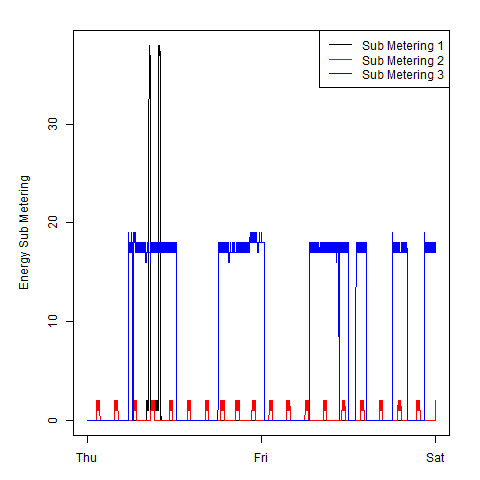 Sub Metering 1
Sub Metering 2
Sub Metering 3
Energy Sub Metering
30
20
10
0
Thu Fri Sat